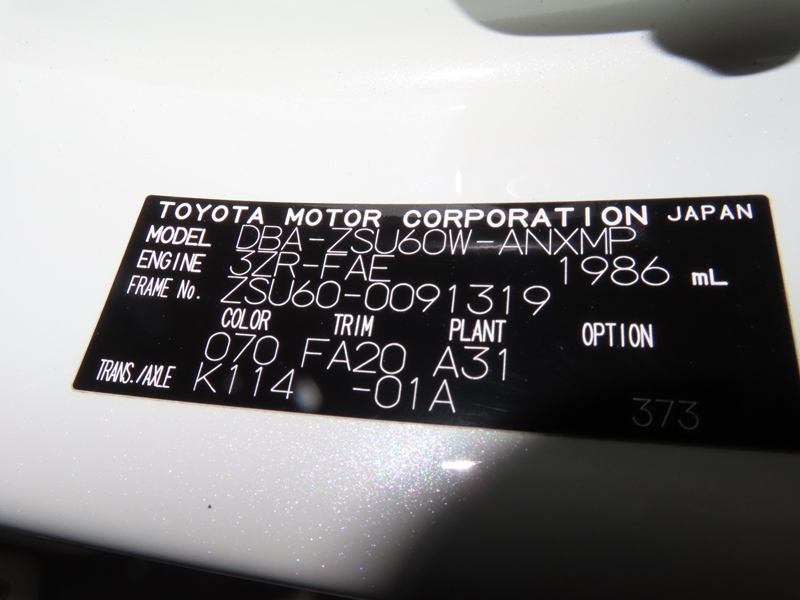 TOYOTA MOTOR CORPORATION JAPAN
MODEL DBA-ZSU60W-ANXMP
ENGINE 3ZR-FAE 1986 mL
FRAME No. ZSU60-0091319
COLOR TRIM PLANT OPTION
070 FA20 A31
TRANS./AXLE K114 -01A
373